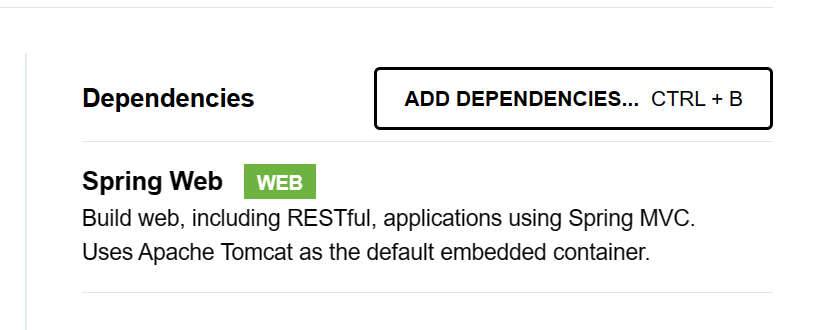 Dependencies
ADD DEPENDENCIES... CTRL + B
Spring Web WEB
Build web, including RESTful, applications using Spring MVC.
Uses Apache Tomcat as the default embedded container.